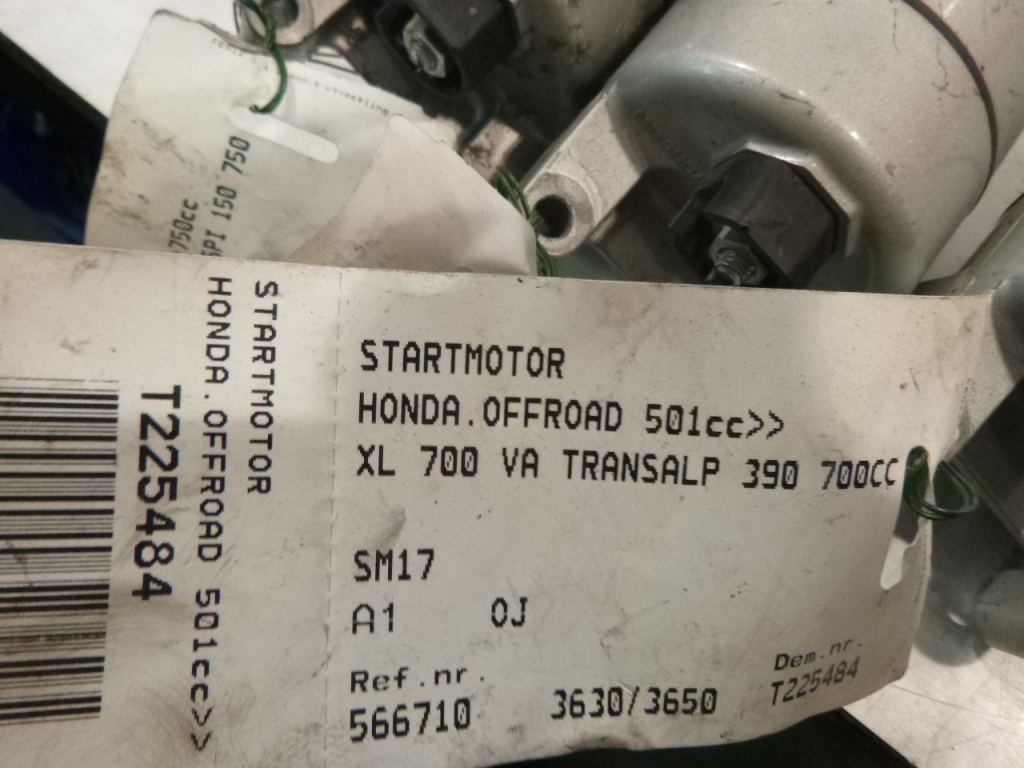 750cc
SPI 150 750
STARTMOTOR
HONDA.OFFROAD 501cc>>
T225484
STARTMOTOR
HONDA.OFFROAD 501cc>>
XL 700 VA TRANSALP 390 700CC
SM17
A1 OJ
Ref.nr.
566710 3630/3650
Dem.nr.
T225484